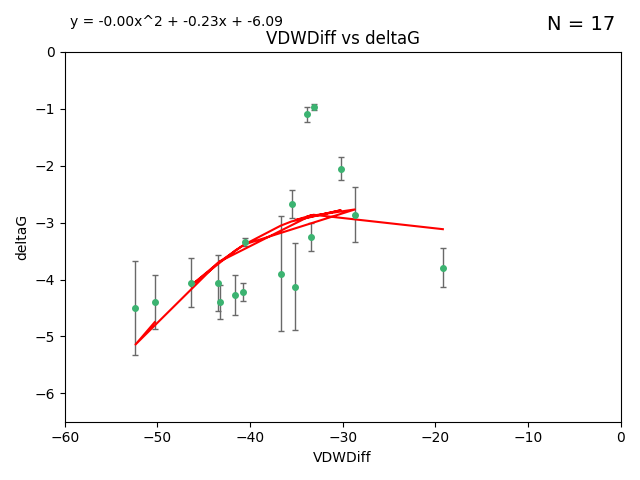 y = -0.00x^2 + -0.23x + -6.09
N = 17
VDWDiff vs deltaG
0
−1
−2
−3
−4
−5
−6
deltaG
−60 −50 −40 −30 −20 −10 0
VDWDiff